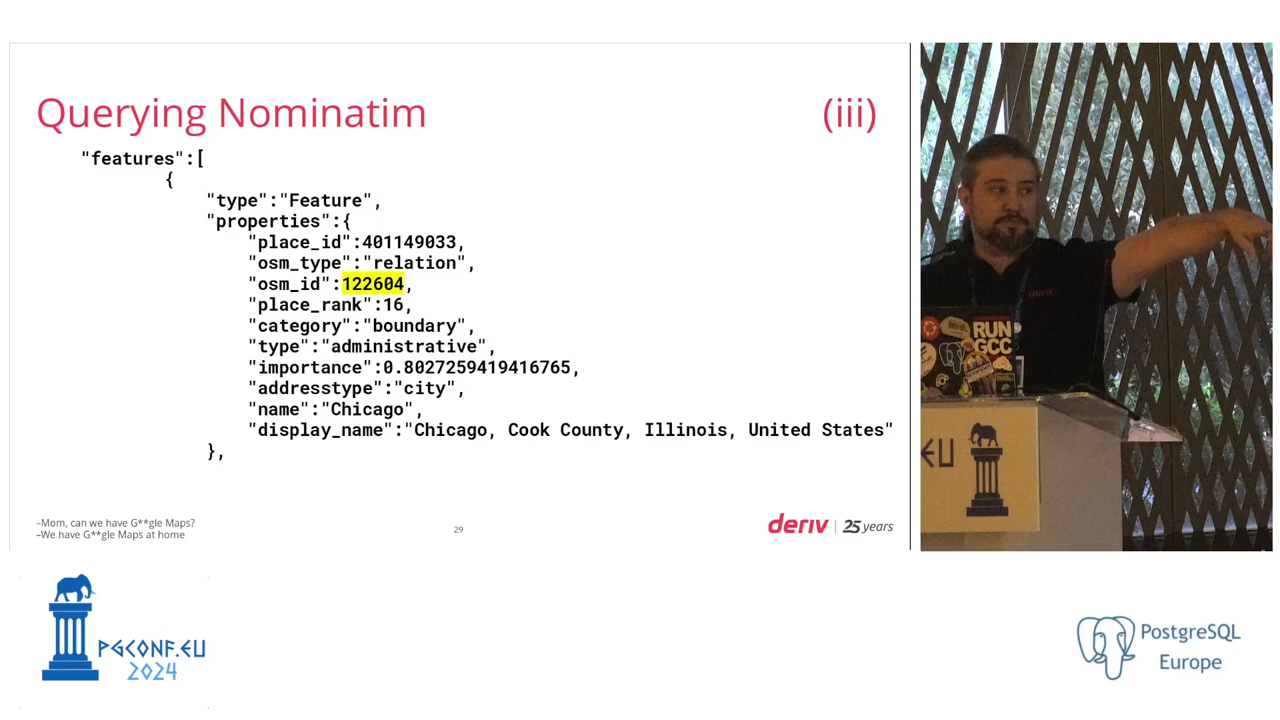 Querying Nominatim (iii)
"features":[
{
"type":"Feature",
"properties":{
"place_id":401149033,
"osm_type":"relation",
"osm_id":122604,
"place_rank":16,
"category":"boundary",
"type":"administrative",
"importance":0.8027259419416765,
"addresstype":"city",
"name":"Chicago",
"display_name":"Chicago, Cook County, Illinois, United States"
},
–Mom, can we have G**gle Maps?
–We have G**gle Maps at home
29
deriv | 25 years
deriv
RUN
GCC
EU
PGCONF.EU
2024
PostgreSQL
Europe